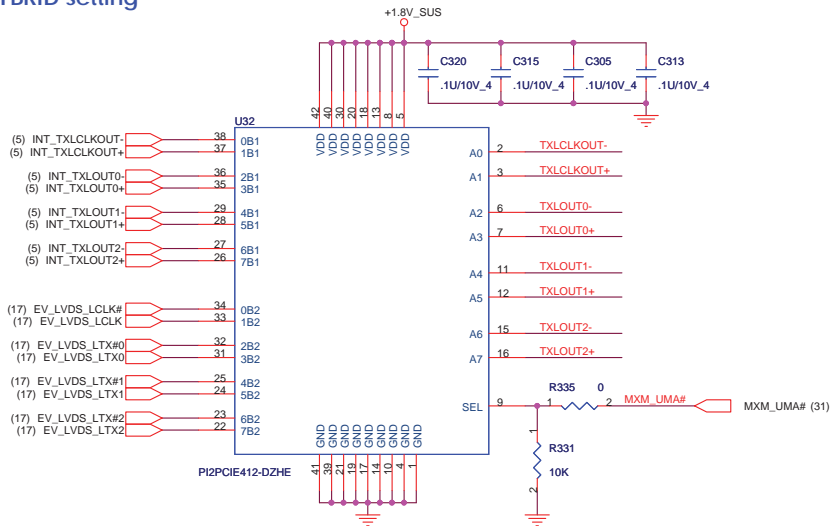 YBRID setting
+1.8V_SUS
C320
C315
C305
C313
.1U/10V_4
.1U/10V_4
.1U/10V_4
.1U/10V_4
U32
42
40
30
20
18
13
8
5
VDD
VDD
VDD
VDD
VDD
VDD
VDD
VDD
(5) INT_TXLCLKOUT- 38 0B1
(5) INT_TXLCLKOUT+ 37 1B1
(5) INT_TXLOUT0- 36 2B1
(5) INT_TXLOUT0+ 35 3B1
(5) INT_TXLOUT1- 29 4B1
(5) INT_TXLOUT1+ 28 5B1
(5) INT_TXLOUT2- 27 6B1
(5) INT_TXLOUT2+ 26 7B1
(17) EV_LVDS_LCLK# 34 0B2
(17) EV_LVDS_LCLK 33 1B2
(17) EV_LVDS_LTX#0 32 2B2
(17) EV_LVDS_LTX0 31 3B2
(17) EV_LVDS_LTX#1 25 4B2
(17) EV_LVDS_LTX1 24 5B2
(17) EV_LVDS_LTX#2 23 6B2
(17) EV_LVDS_LTX2 22 7B2
A0 2 TXLCLKOUT-
A1 3 TXLCLKOUT+
A2 6 TXLOUT0-
A3 7 TXLOUT0+
A4 11 TXLOUT1-
A5 12 TXLOUT1+
A6 15 TXLOUT2-
A7 16 TXLOUT2+
R335 0
SEL 9 1 2 MXM_UMA# MXM_UMA# (31)
1
R331
10K
2
GND
GND
GND
GND
GND
GND
GND
GND
GND
PI2PCIE412-DZHE
41
39
21
19
17
14
10
4
1